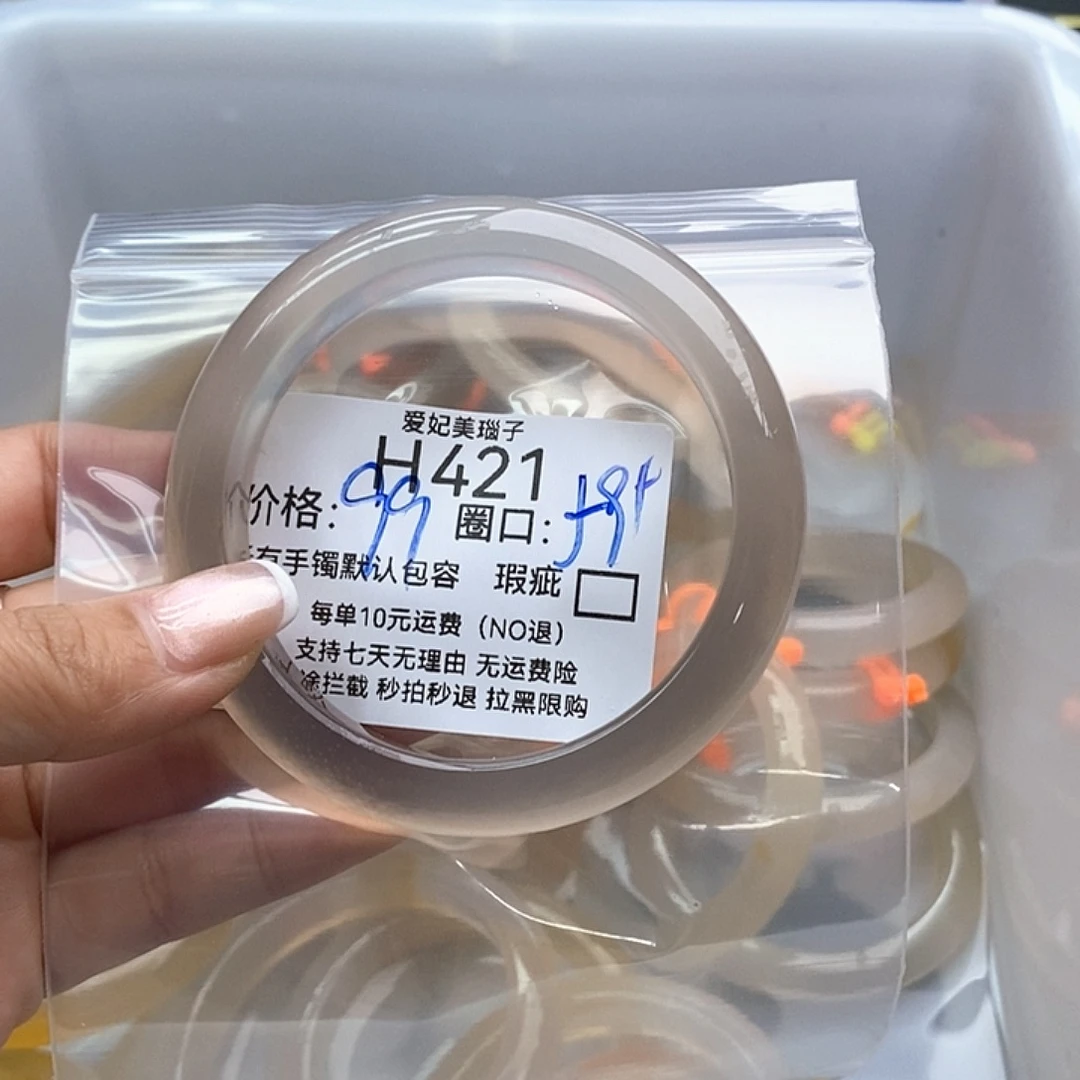 爱妃美瑙子
H421
价格：99 圈口：59+
有手镯默认包容 瑕疵
每单10元运费（NO退）
支持七天无理由 无运费险
途拦截 秒拍秒退 拉黑限购